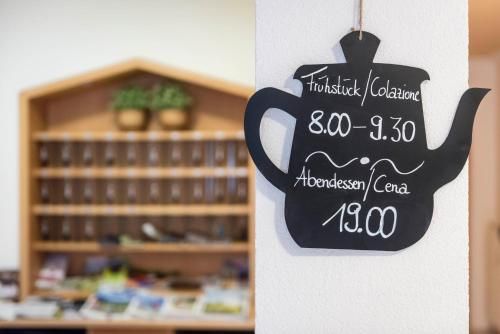 Frühstück/Colazione
8.00-9.30
Abendessen/Cena
19.00